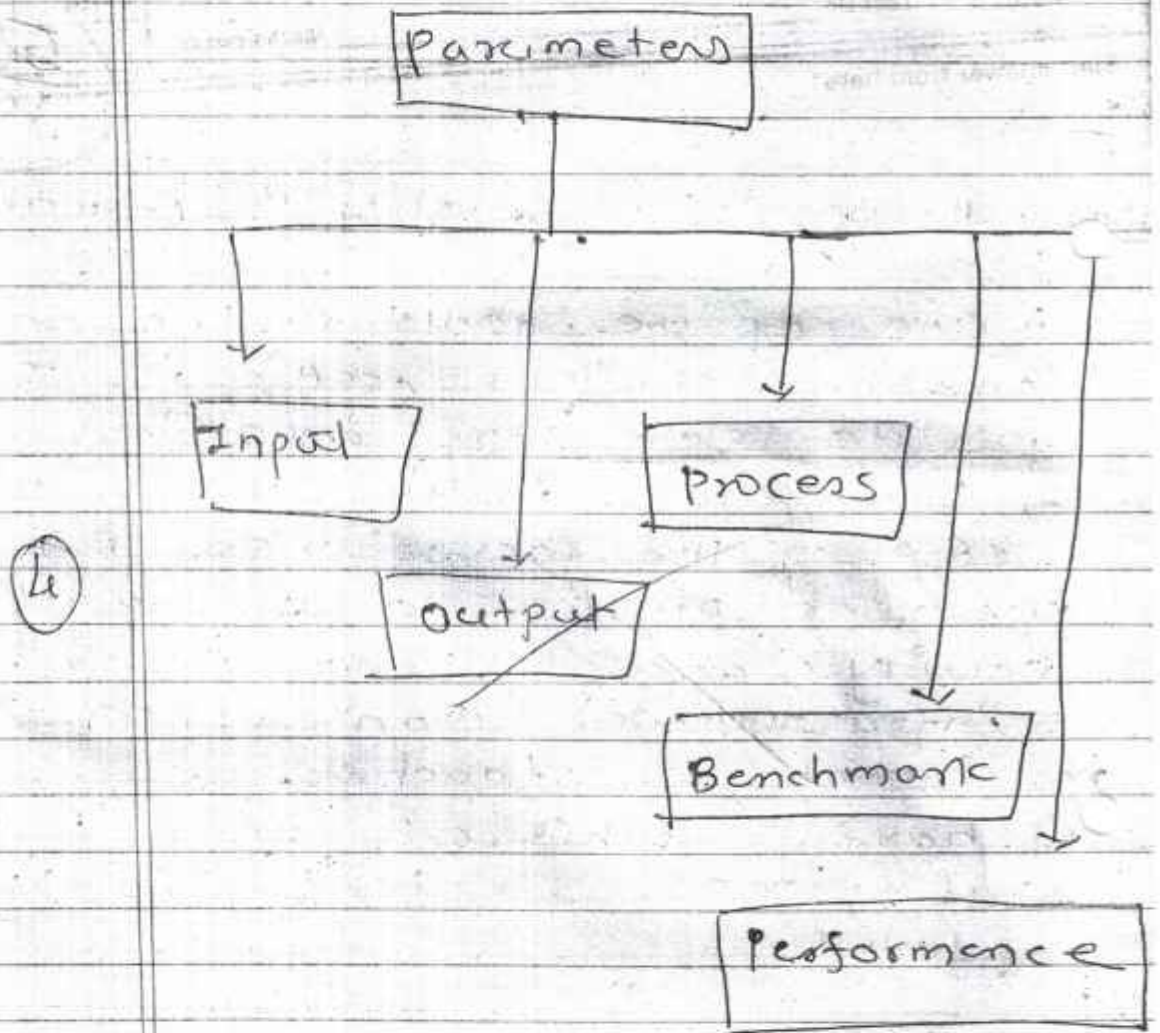 Parimeters
Input
Process
4
Output
Benchmark
Performance